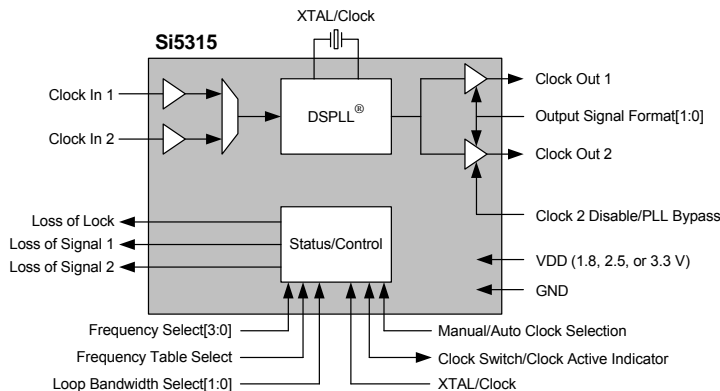 XTAL/Clock
Si5315
Clock In 1
Clock In 2
DSPLL®
Clock Out 1
Output Signal Format[1:0]
Clock Out 2
Clock 2 Disable/PLL Bypass
Loss of Lock
Loss of Signal 1
Loss of Signal 2
Status/Control
VDD (1.8, 2.5, or 3.3 V)
GND
Frequency Select[3:0]
Frequency Table Select
Loop Bandwidth Select[1:0]
Manual/Auto Clock Selection
Clock Switch/Clock Active Indicator
XTAL/Clock